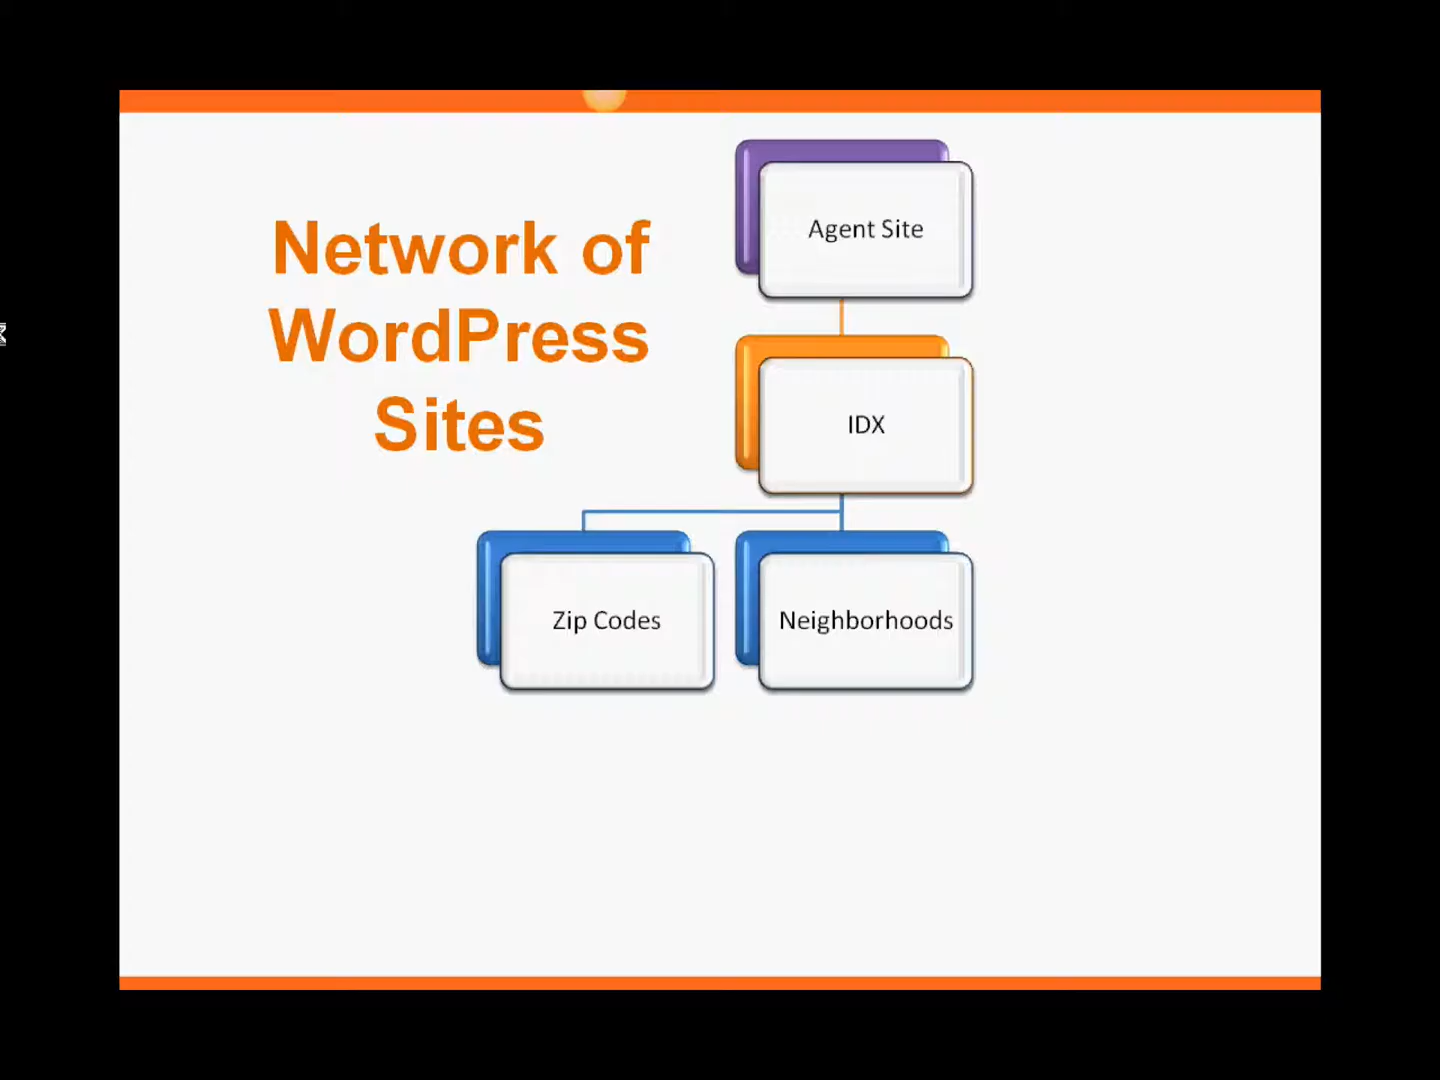 Network of
WordPress
Sites
Agent Site
IDX
Zip Codes
Neighborhoods